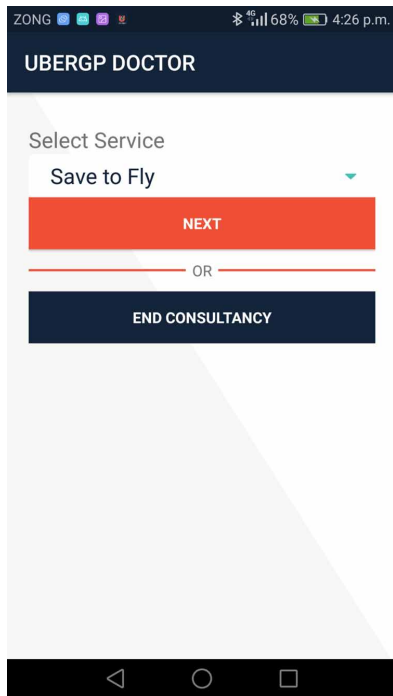 ZONG 4G 68% 4:26 p.m.
UBERGP DOCTOR
Select Service
Save to Fly
NEXT
OR
END CONSULTANCY